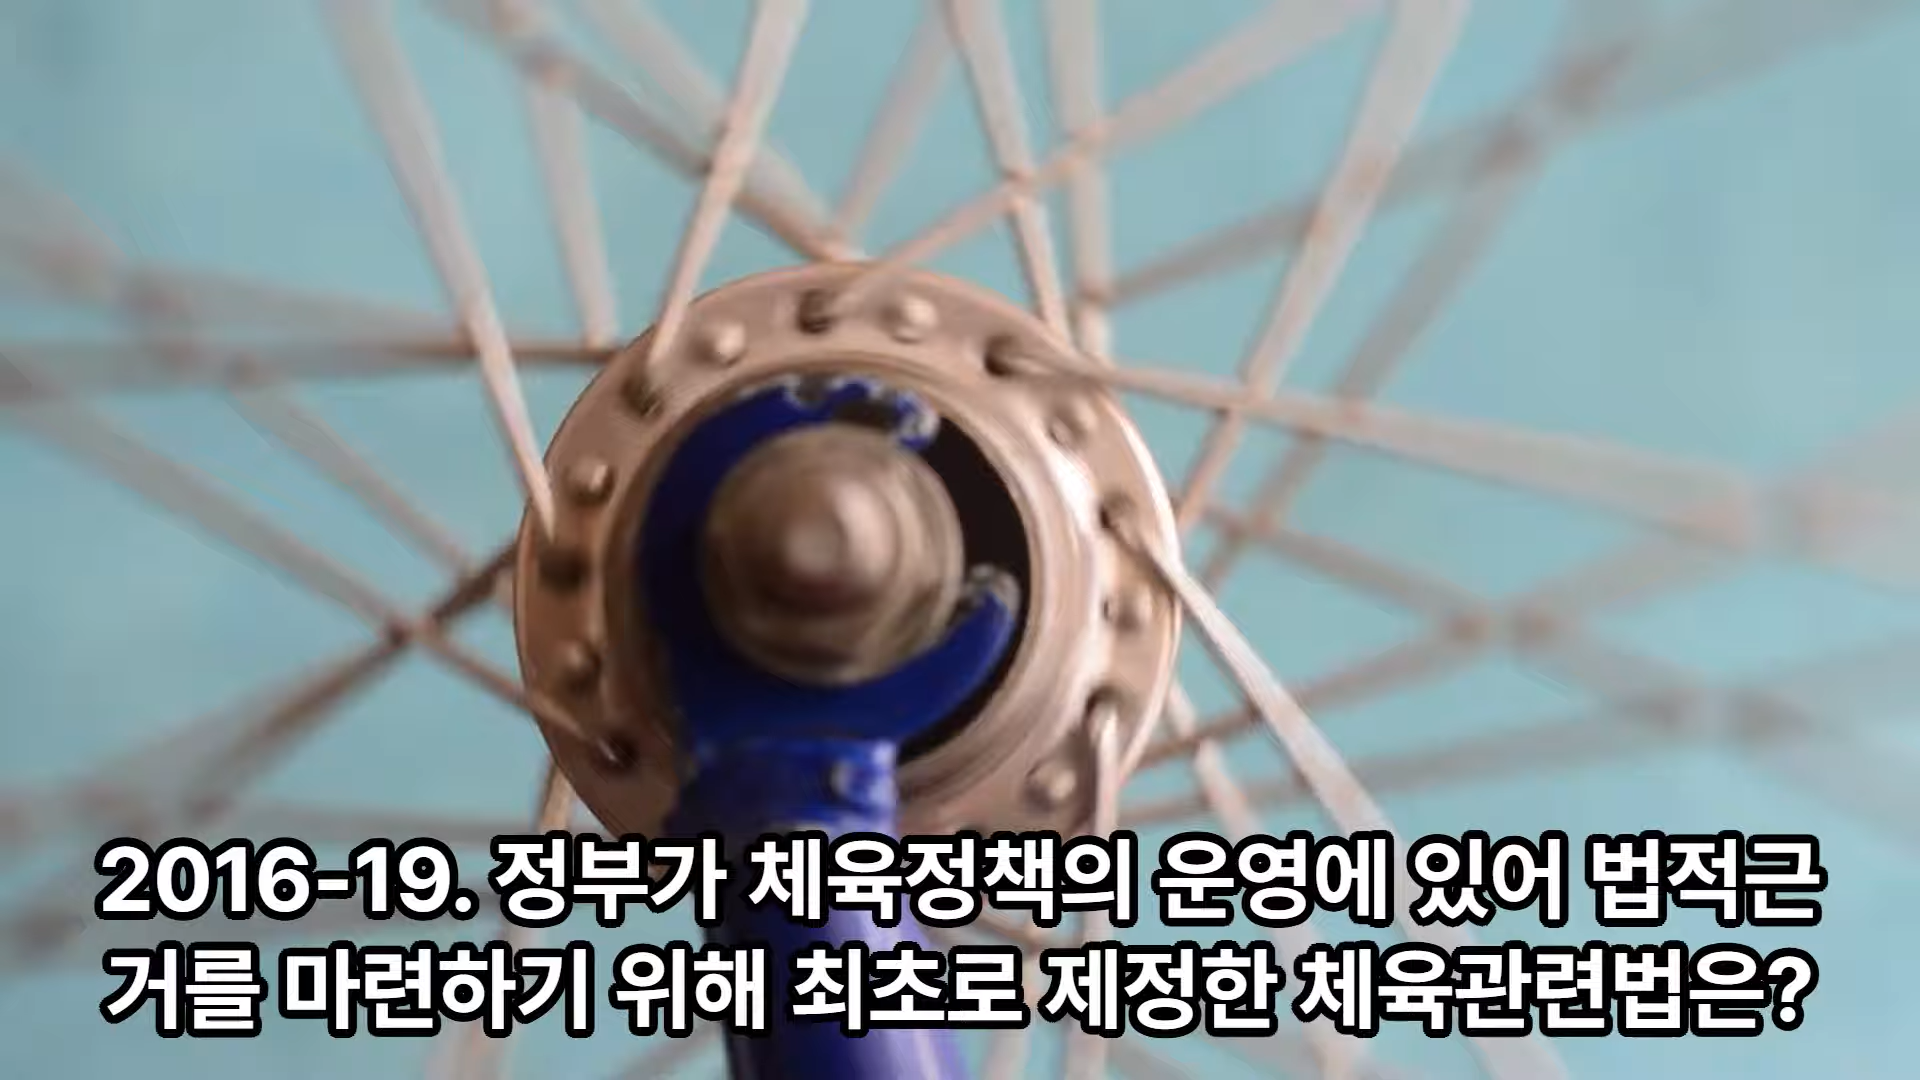 2016-19. 정부가 체육정책의 운영에 있어 법적근
거를 마련하기 위해 최초로 제정한 체육관련법은?